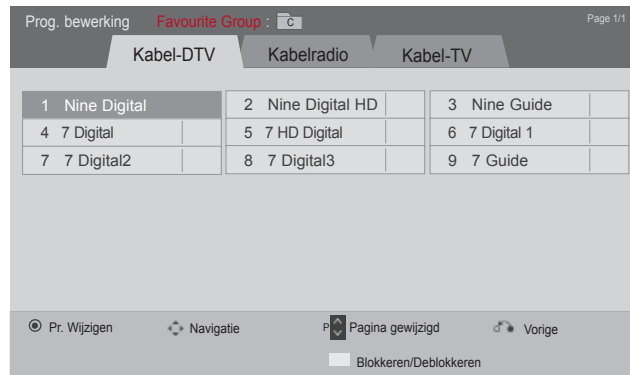 Prog. bewerking Favourite Group : C Page 1/1
Kabel-DTV Kabelradio Kabel-TV
1 Nine Digital 2 Nine Digital HD 3 Nine Guide
4 7 Digital 5 7 HD Digital 6 7 Digital 1
7 7 Digital2 8 7 Digital3 9 7 Guide
Pr. Wijzigen Navigatie P Pagina gewijzigd Vorige
Blokkeren/Deblokkeren